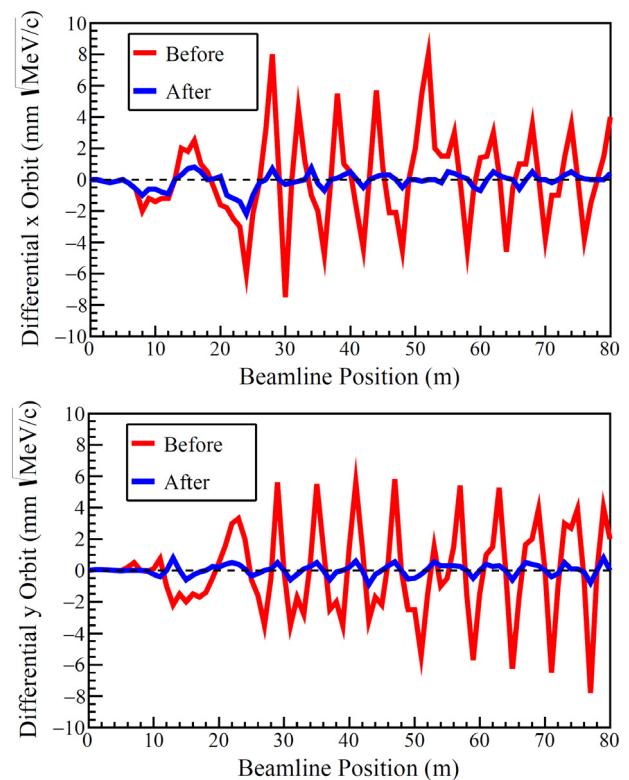 Differential x Orbit (mm √MeV/c)
10
8
6
4
2
0
−2
−4
−6
−8
−10
Before
After
0 10 20 30 40 50 60 70 80
Beamline Position (m)
Differential y Orbit (mm √MeV/c)
10
8
6
4
2
0
−2
−4
−6
−8
−10
Before
After
0 10 20 30 40 50 60 70 80
Beamline Position (m)